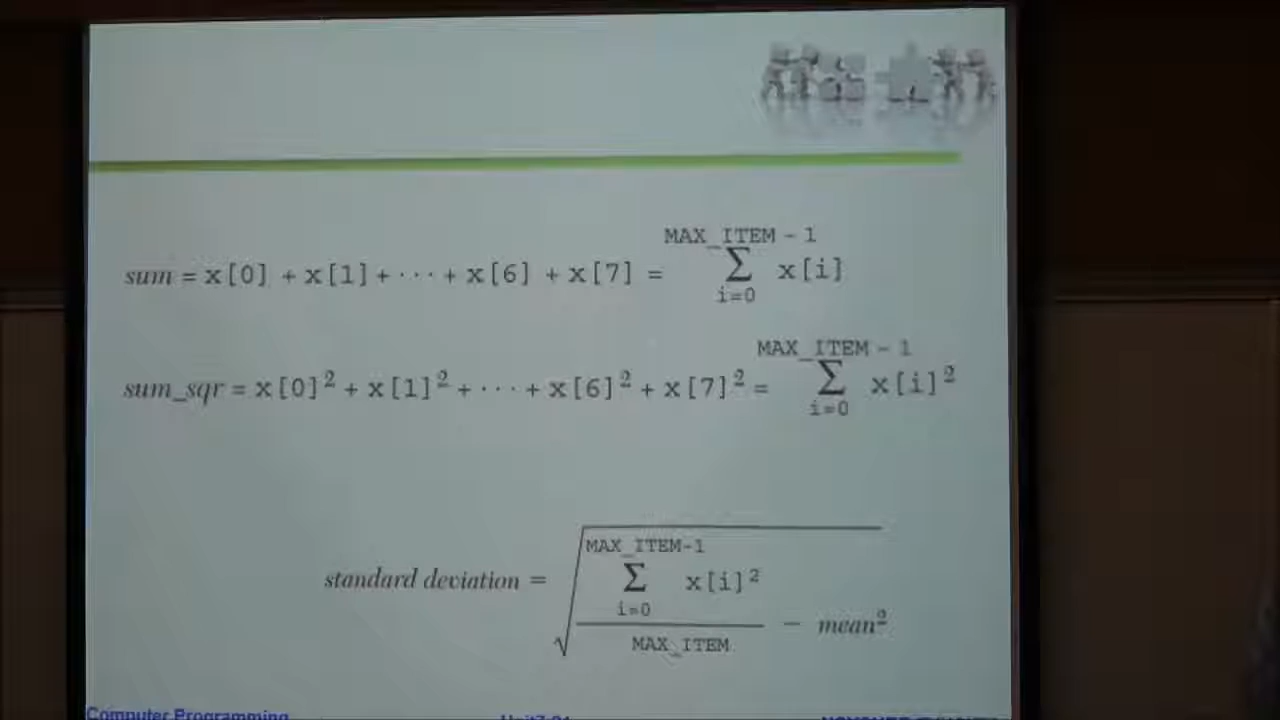 MAX_ITEM - 1
sum = x[0] + x[1] + · · · + x[6] + x[7] = Σ x[i]
i=0
MAX_ITEM - 1
sum_sqr = x[0]² + x[1]² + · · · + x[6]² + x[7]² = Σ x[i]²
i=0
MAX_ITEM-1
standard deviation = √ Σ x[i]²
i=0
− mean²
MAX_ITEM
Computer Programming